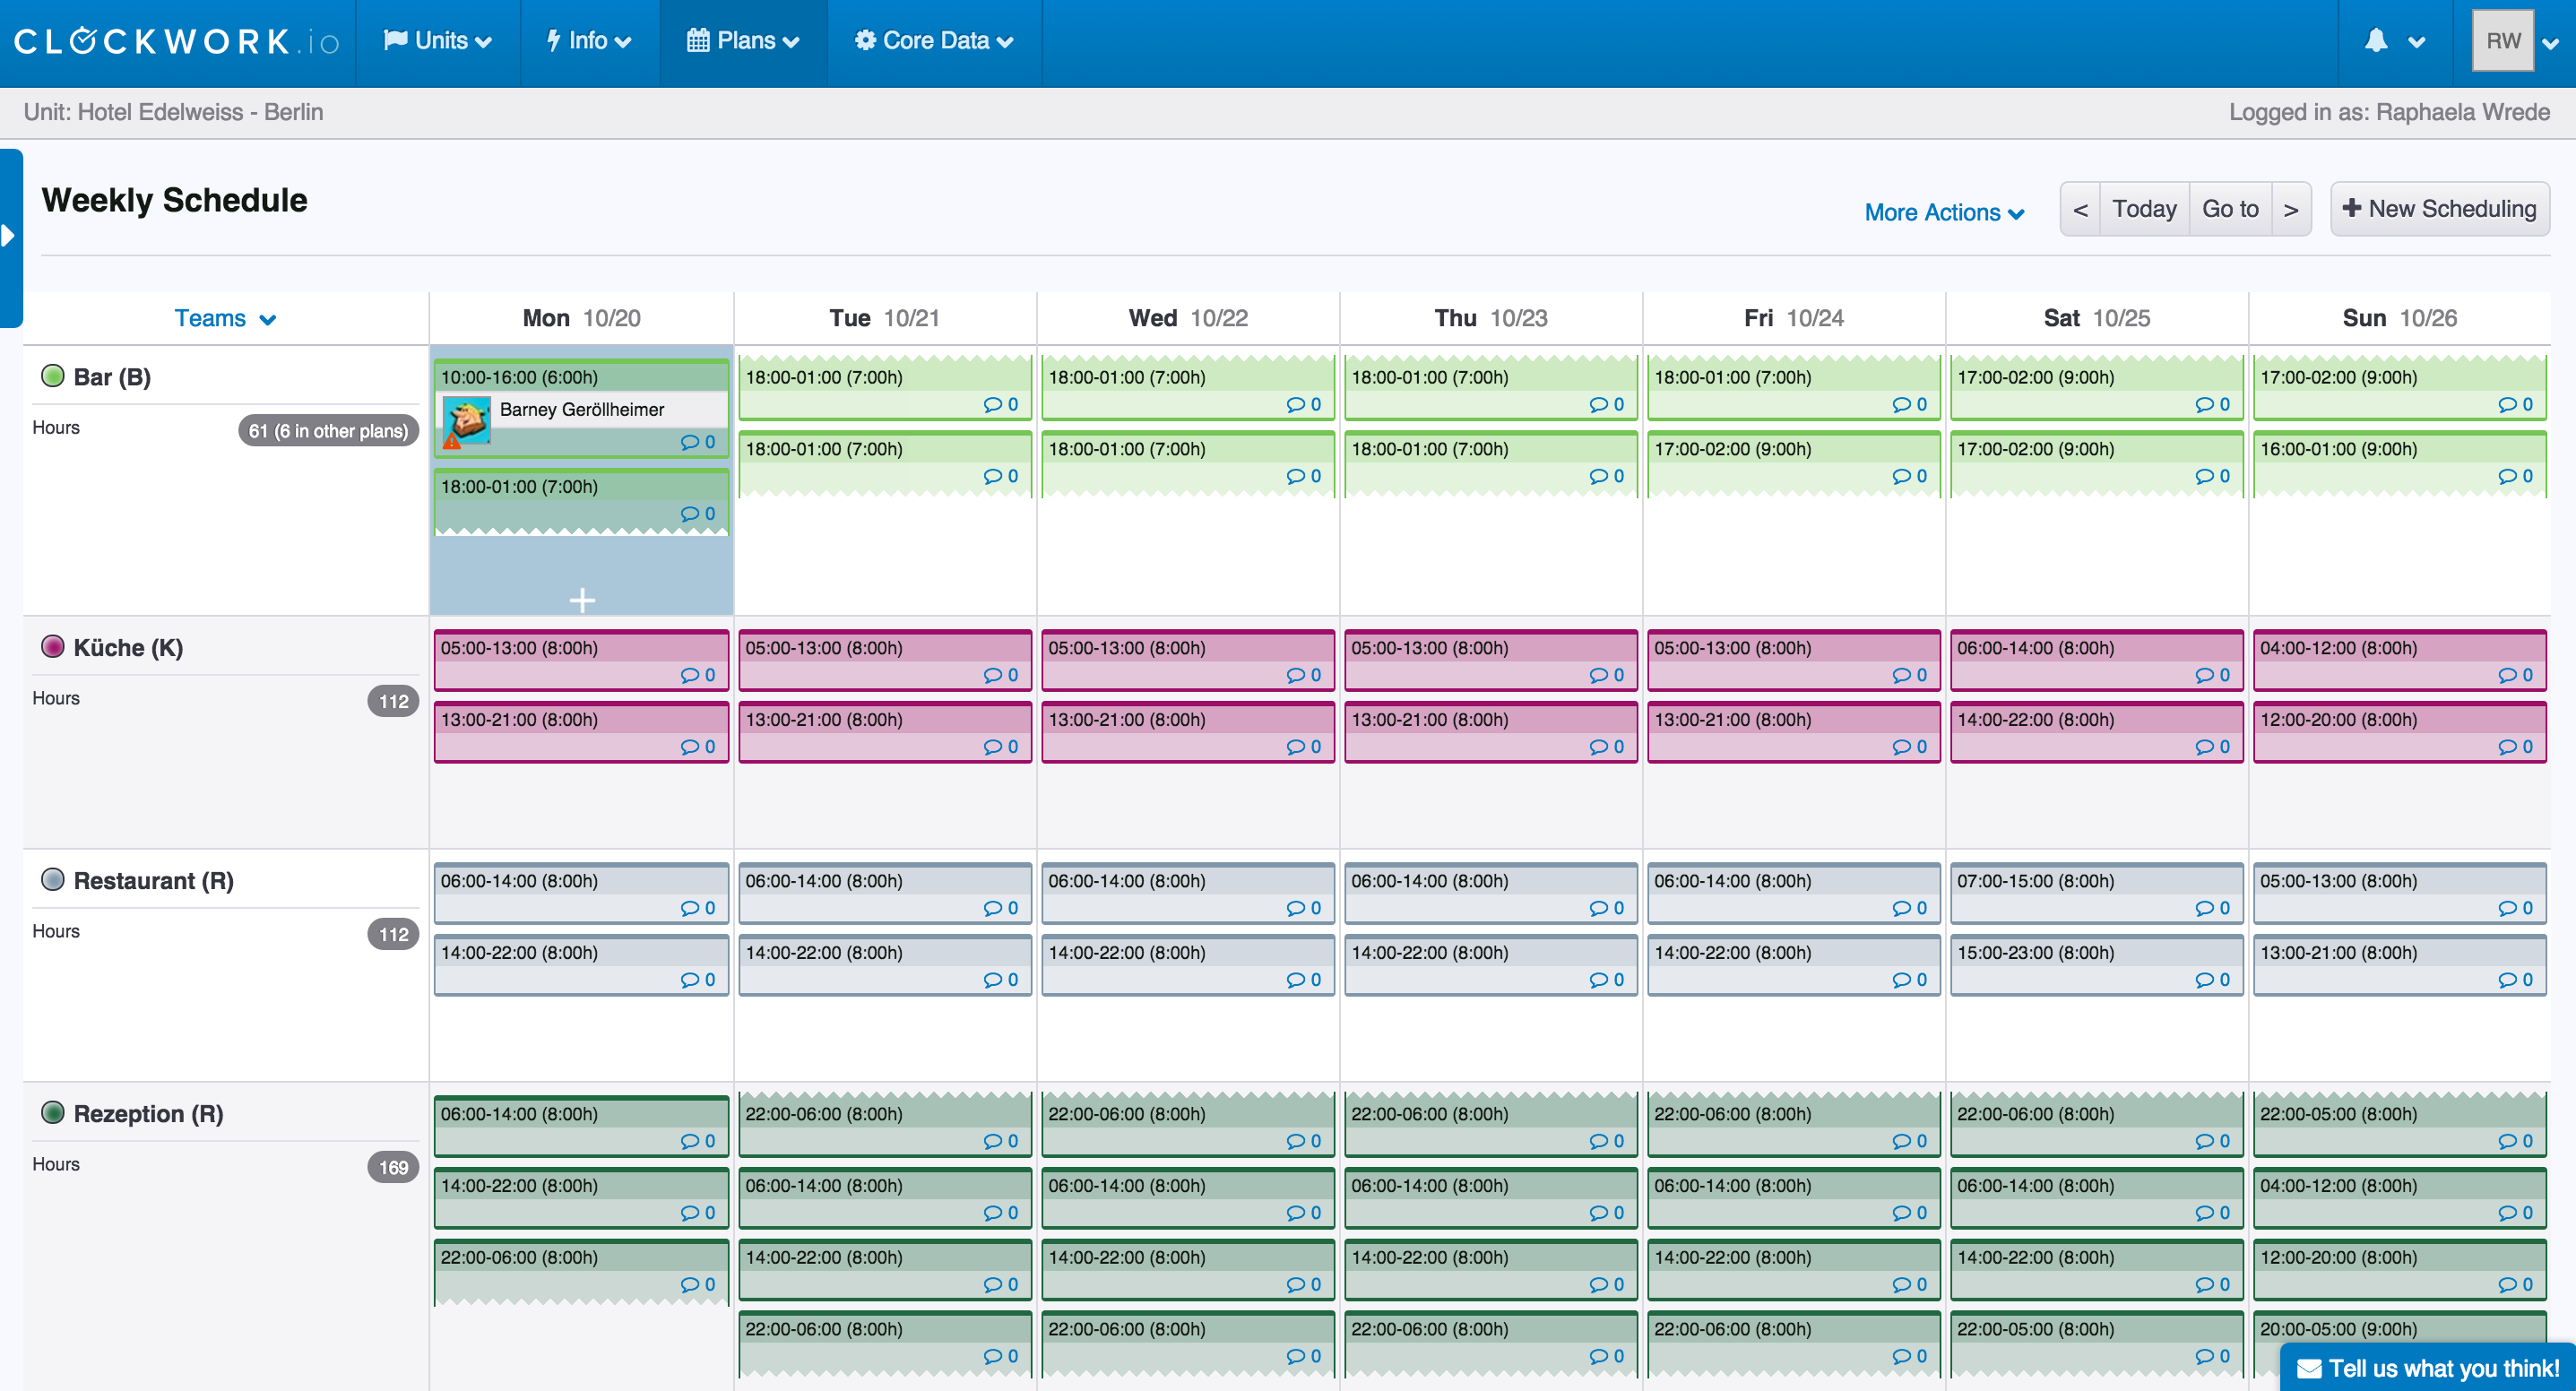 CLOCKWORK.io Units Info Plans Core Data RW
Unit: Hotel Edelweiss - Berlin Logged in as: Raphaela Wrede
Weekly Schedule More Actions < Today Go to > + New Scheduling
Teams Mon 10/20 Tue 10/21 Wed 10/22 Thu 10/23 Fri 10/24 Sat 10/25 Sun 10/26
Bar (B)
Hours 61 (6 in other plans)
10:00-16:00 (6:00h)
Barney Geröllheimer
0
18:00-01:00 (7:00h)
0
+
18:00-01:00 (7:00h)
0
18:00-01:00 (7:00h)
0
18:00-01:00 (7:00h)
0
18:00-01:00 (7:00h)
0
18:00-01:00 (7:00h)
0
18:00-01:00 (7:00h)
0
18:00-01:00 (7:00h)
0
17:00-02:00 (9:00h)
0
17:00-02:00 (9:00h)
0
17:00-02:00 (9:00h)
0
17:00-02:00 (9:00h)
0
16:00-01:00 (9:00h)
0
Küche (K)
Hours 112
05:00-13:00 (8:00h) 05:00-13:00 (8:00h) 05:00-13:00 (8:00h) 05:00-13:00 (8:00h) 05:00-13:00 (8:00h) 06:00-14:00 (8:00h) 04:00-12:00 (8:00h)
0 0 0 0 0 0 0
13:00-21:00 (8:00h) 13:00-21:00 (8:00h) 13:00-21:00 (8:00h) 13:00-21:00 (8:00h) 13:00-21:00 (8:00h) 14:00-22:00 (8:00h) 12:00-20:00 (8:00h)
0 0 0 0 0 0 0
Restaurant (R)
Hours 112
06:00-14:00 (8:00h) 06:00-14:00 (8:00h) 06:00-14:00 (8:00h) 06:00-14:00 (8:00h) 06:00-14:00 (8:00h) 07:00-15:00 (8:00h) 05:00-13:00 (8:00h)
0 0 0 0 0 0 0
14:00-22:00 (8:00h) 14:00-22:00 (8:00h) 14:00-22:00 (8:00h) 14:00-22:00 (8:00h) 14:00-22:00 (8:00h) 15:00-23:00 (8:00h) 13:00-21:00 (8:00h)
0 0 0 0 0 0 0
Rezeption (R)
Hours 169
06:00-14:00 (8:00h) 22:00-06:00 (8:00h) 22:00-06:00 (8:00h) 22:00-06:00 (8:00h) 22:00-06:00 (8:00h) 22:00-06:00 (8:00h) 22:00-05:00 (8:00h)
0 0 0 0 0 0 0
14:00-22:00 (8:00h) 06:00-14:00 (8:00h) 06:00-14:00 (8:00h) 06:00-14:00 (8:00h) 06:00-14:00 (8:00h) 06:00-14:00 (8:00h) 04:00-12:00 (8:00h)
0 0 0 0 0 0 0
22:00-06:00 (8:00h) 14:00-22:00 (8:00h) 14:00-22:00 (8:00h) 14:00-22:00 (8:00h) 14:00-22:00 (8:00h) 14:00-22:00 (8:00h) 12:00-20:00 (8:00h)
0 0 0 0 0 0 0
22:00-06:00 (8:00h) 22:00-06:00 (8:00h) 22:00-06:00 (8:00h) 22:00-06:00 (8:00h) 22:00-05:00 (8:00h) 20:00-05:00 (9:00h)
0 0 0 0 0
Tell us what you think!